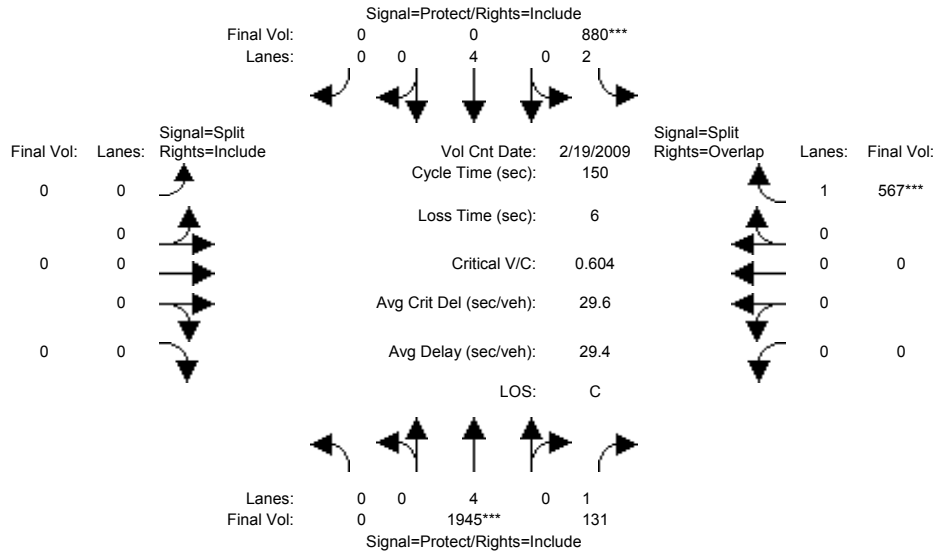 Signal=Protect/Rights=Include
Final Vol: 0 0 880***
Lanes: 0 0 4 0 2
Signal=Split
Final Vol: Lanes: Rights=Include
Vol Cnt Date: 2/19/2009
Signal=Split
Rights=Overlap Lanes: Final Vol:
Cycle Time (sec): 150
0 0
1 567***
Loss Time (sec): 6
0
0
0 0
Critical V/C: 0.604
0 0
0
Avg Crit Del (sec/veh): 29.6
0
0 0
Avg Delay (sec/veh): 29.4
0 0
LOS: C
Lanes: 0 0 4 0 1
Final Vol: 0 1945*** 131
Signal=Protect/Rights=Include